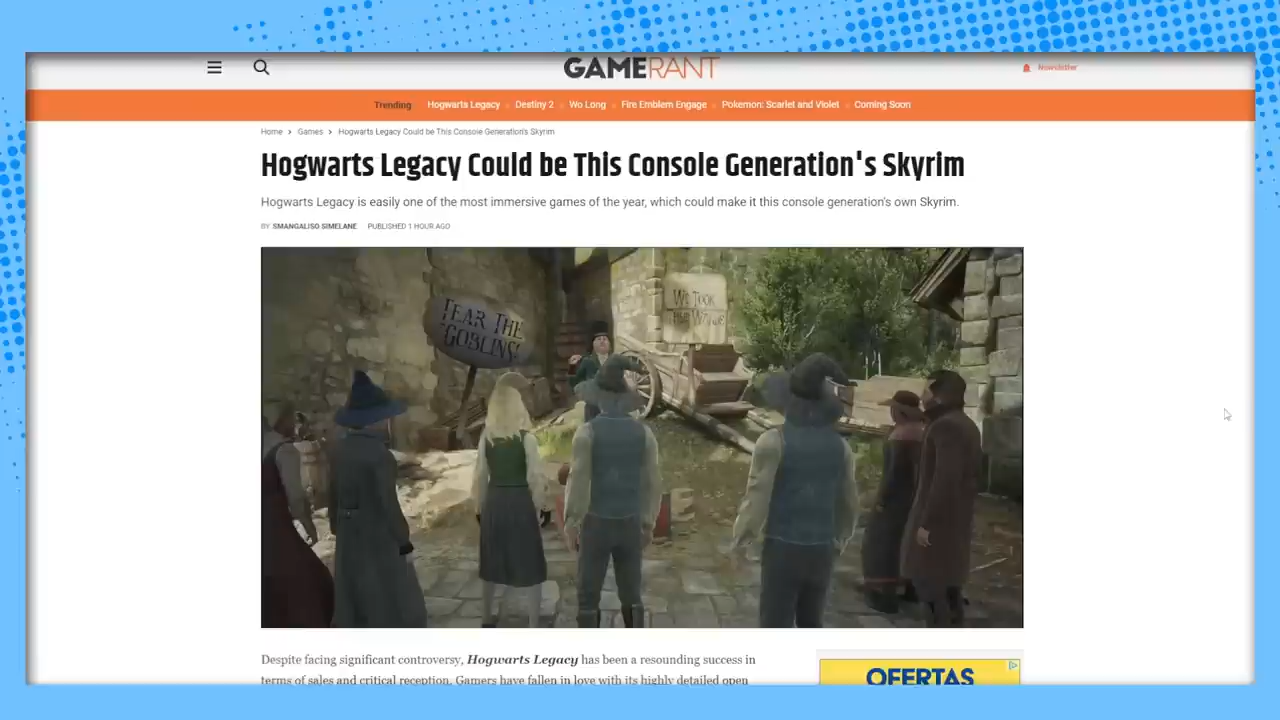 GAMERANT
Newsletter
Trending Hogwarts Legacy Destiny 2 Wo Long Fire Emblem Engage Pokemon: Scarlet and Violet Coming Soon
Home > Games > Hogwarts Legacy Could be This Console Generation's Skyrim
Hogwarts Legacy Could be This Console Generation's Skyrim
Hogwarts Legacy is easily one of the most immersive games of the year, which could make it this console generation's own Skyrim.
BY SMANGALISO SIMELANE PUBLISHED 1 HOUR AGO
FEAR THE
GOBLINS!
WE TOOK
THEIR WANDS!
Despite facing significant controversy, Hogwarts Legacy has been a resounding success in
terms of sales and critical reception. Gamers have fallen in love with its highly detailed open
OFERTAS